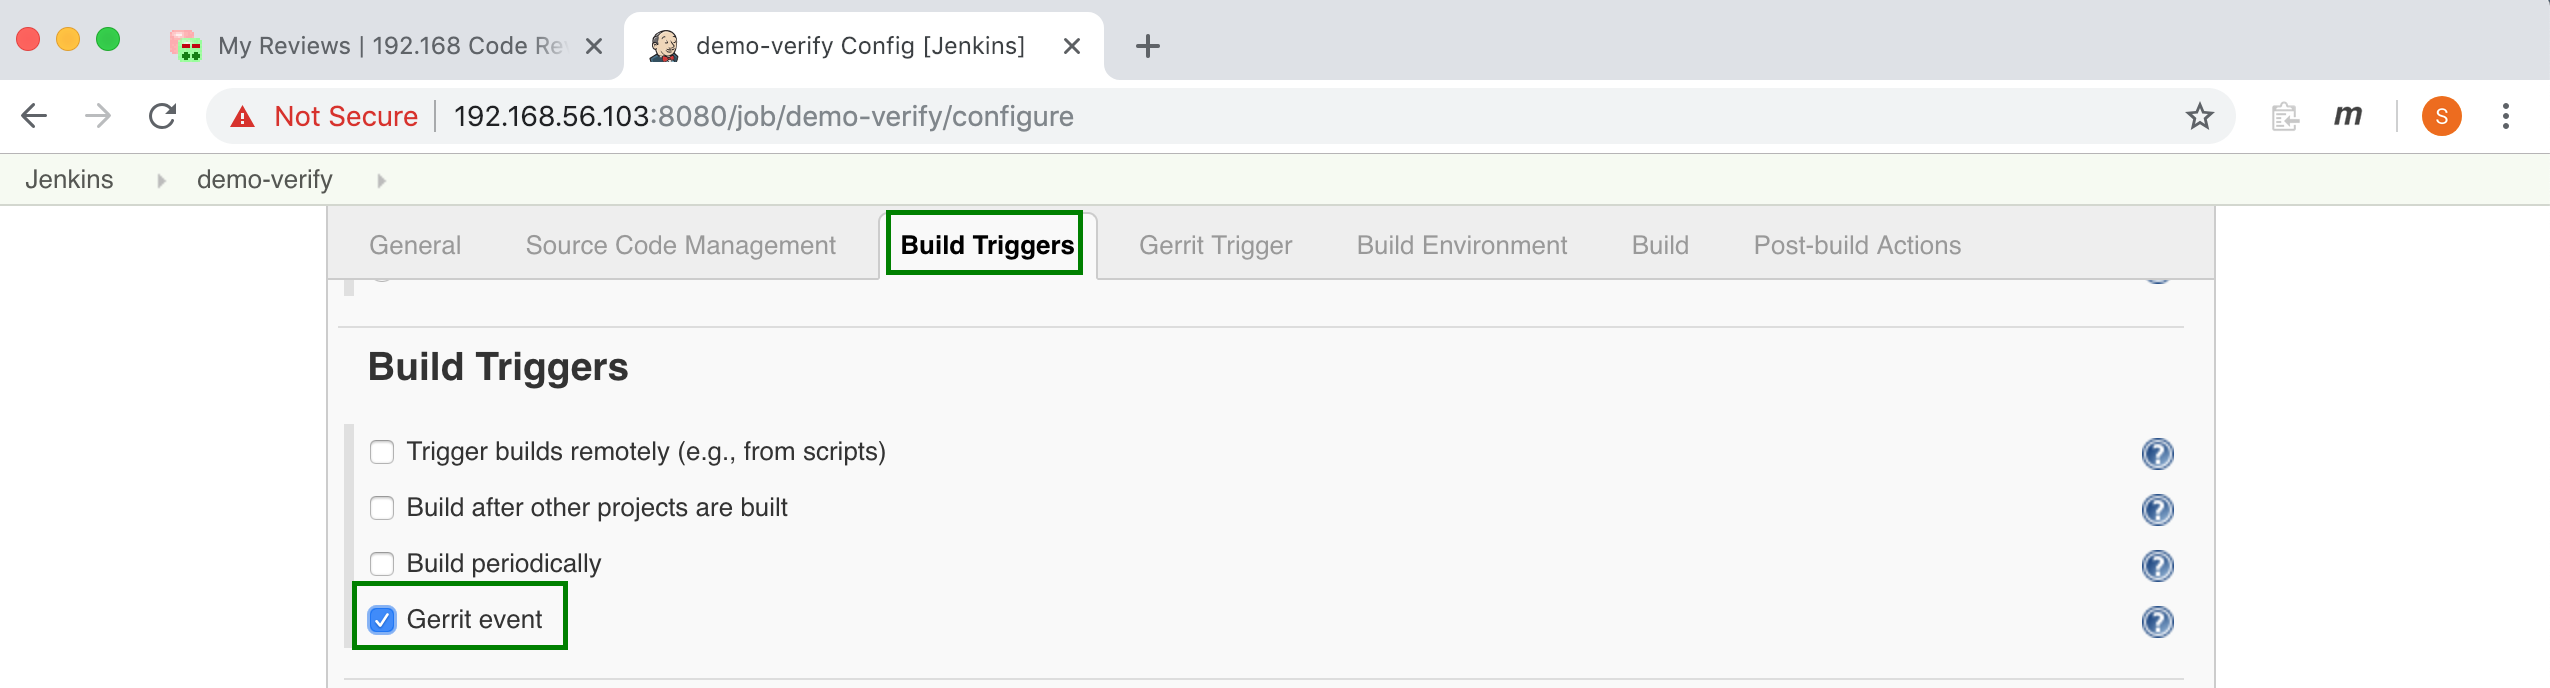 My Reviews | 192.168 Code Re
demo-verify Config [Jenkins]
Not Secure
192.168.56.103:8080/job/demo-verify/configure
m
S
Jenkins
demo-verify
General
Source Code Management
Build Triggers
Gerrit Trigger
Build Environment
Build
Post-build Actions
Build Triggers
Trigger builds remotely (e.g., from scripts)
?
Build after other projects are built
?
Build periodically
?
Gerrit event
?